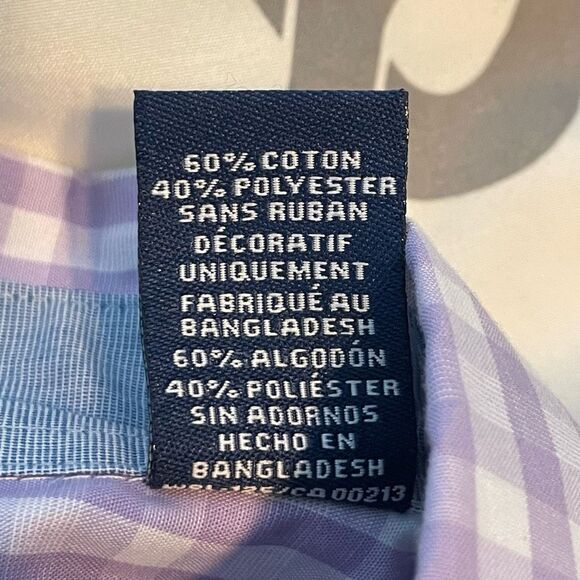 60% COTON
40% POLYESTER
SANS RUBAN
DÉCORATIF
UNIQUEMENT
FABRIQUÉ AU
BANGLADESH
60% ALGODÓN
40% POLIÉSTER
SIN ADORNOS
HECHO EN
BANGLADESH
00213